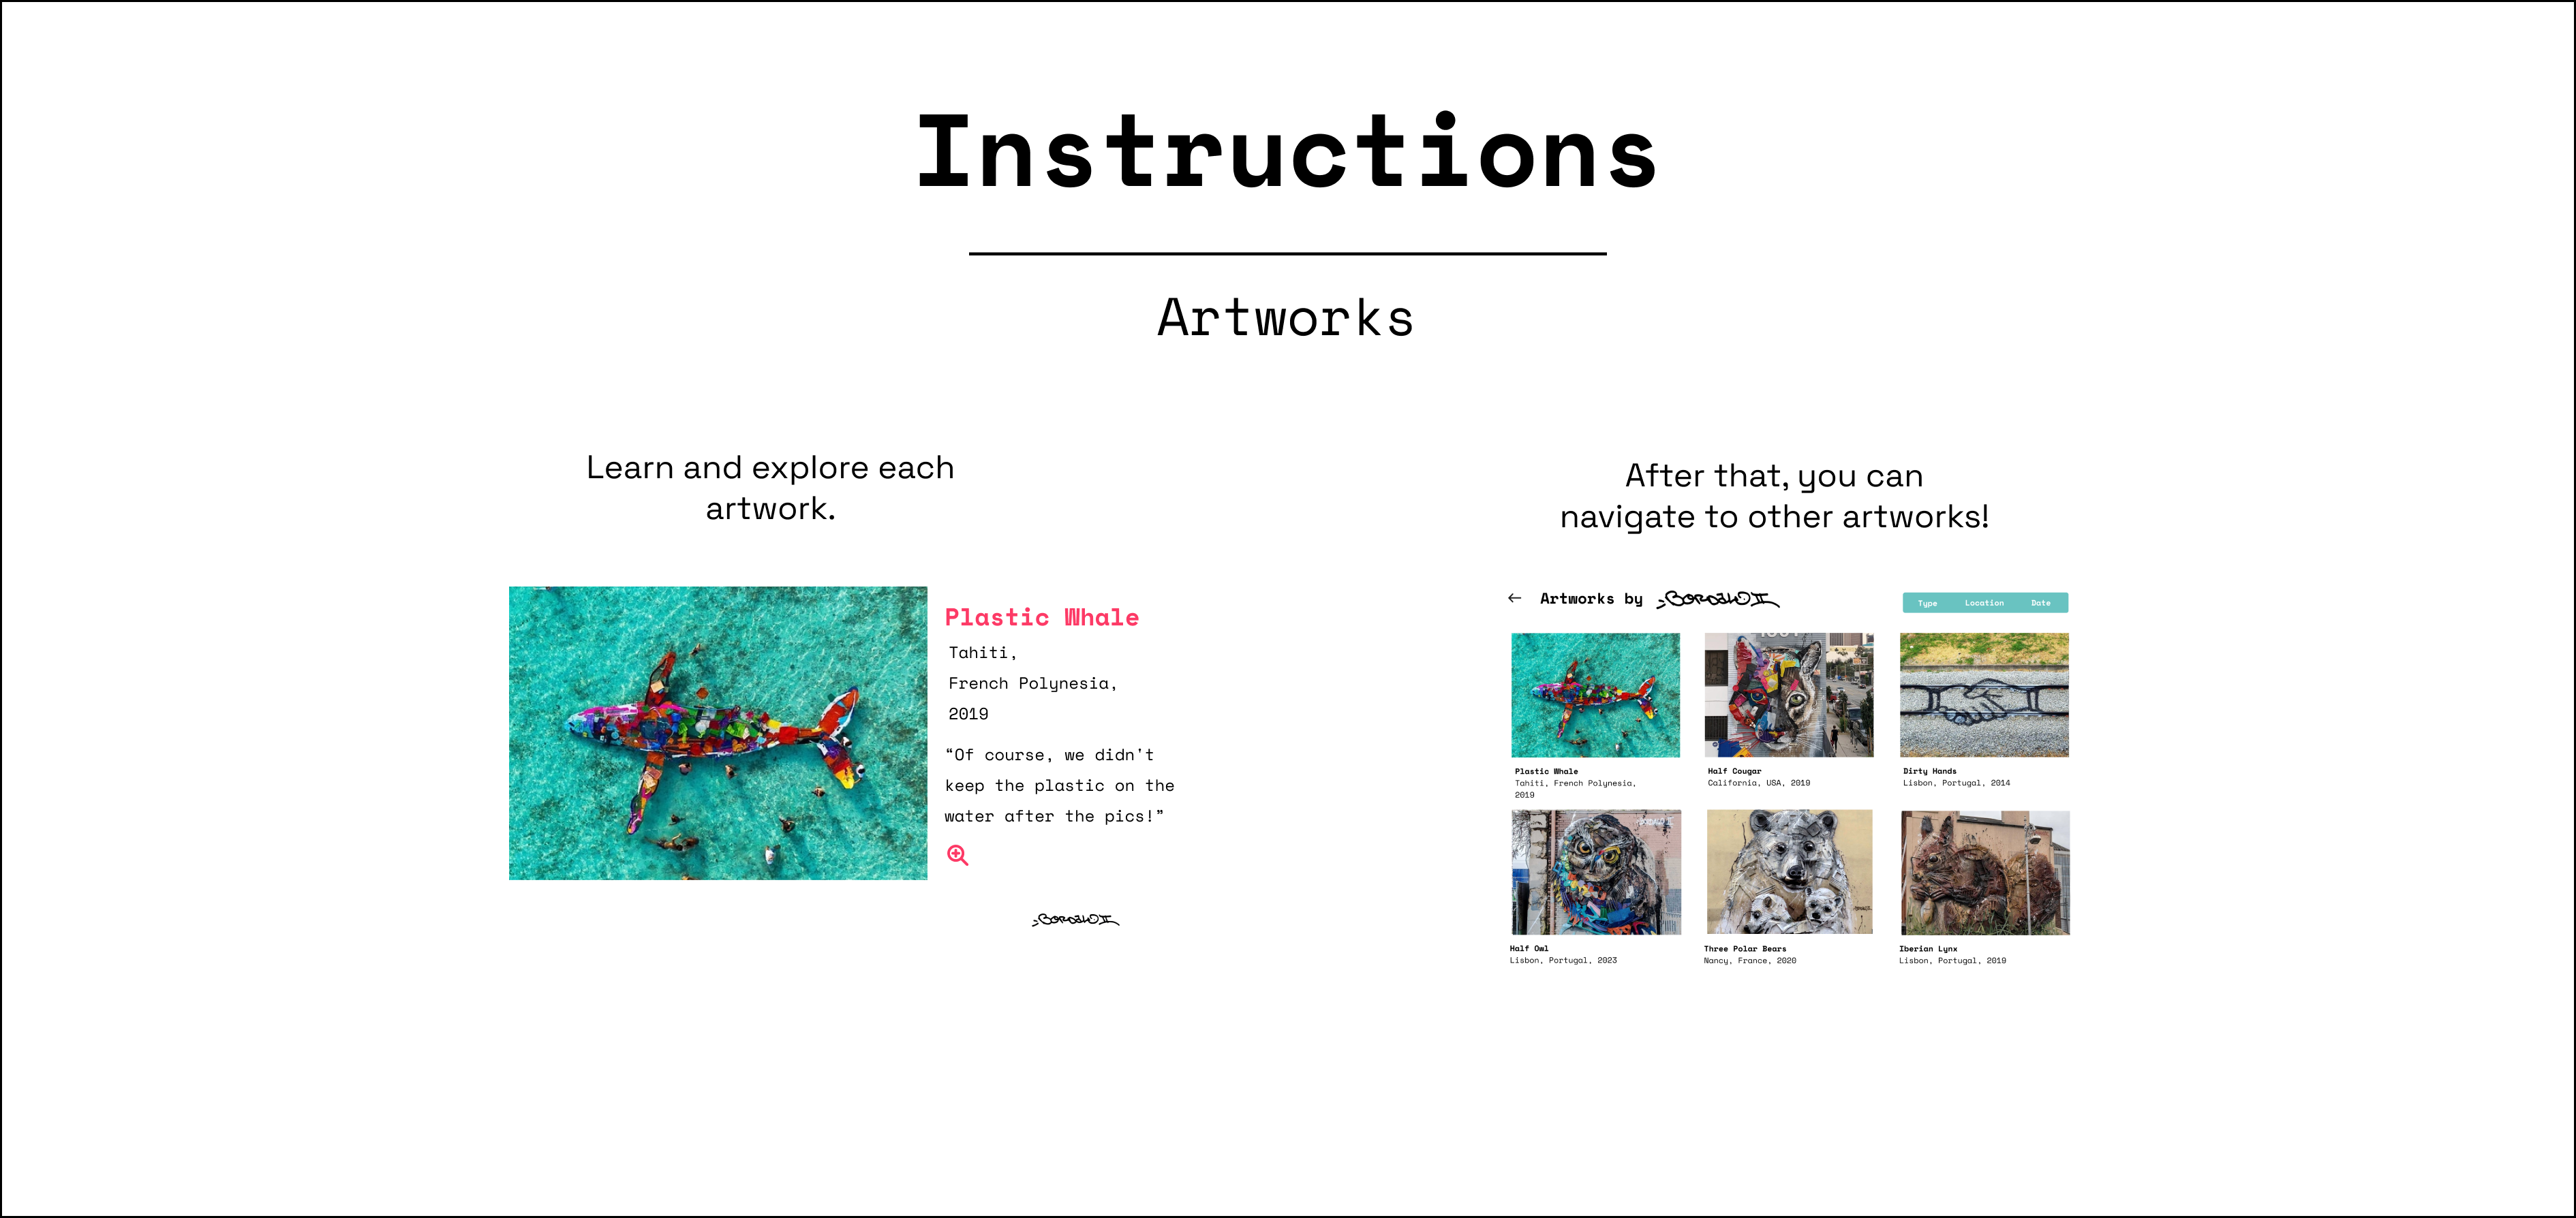 Instructions
Artworks
Learn and explore each
artwork.
Plastic Whale
Tahiti,
French Polynesia,
2019
“Of course, we didn't
keep the plastic on the
water after the pics!”
BORDALO II
After that, you can
navigate to other artworks!
← Artworks by BORDALO II
Type Location Date
Plastic Whale
Tahiti, French Polynesia,
2019
Half Cougar
California, USA, 2019
Dirty Hands
Lisbon, Portugal, 2014
Half Owl
Lisbon, Portugal, 2023
Three Polar Bears
Nancy, France, 2020
Iberian Lynx
Lisbon, Portugal, 2019